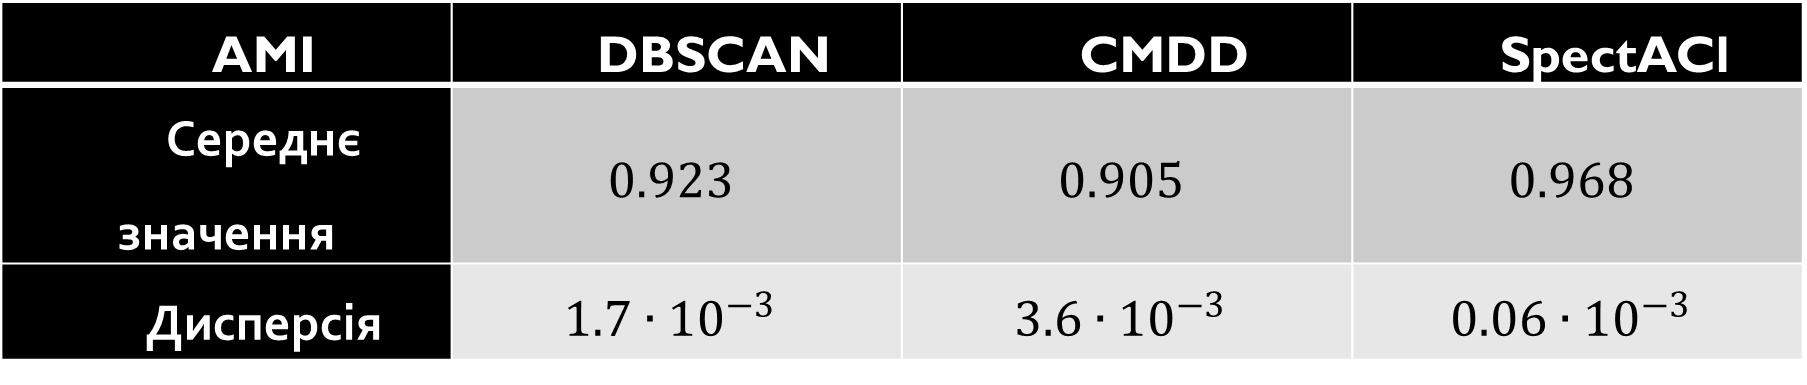 AMI DBSCAN CMDD SpectACl
Середнє
значення 0.923 0.905 0.968
Дисперсія 1.7 · 10⁻³ 3.6 · 10⁻³ 0.06 · 10⁻³